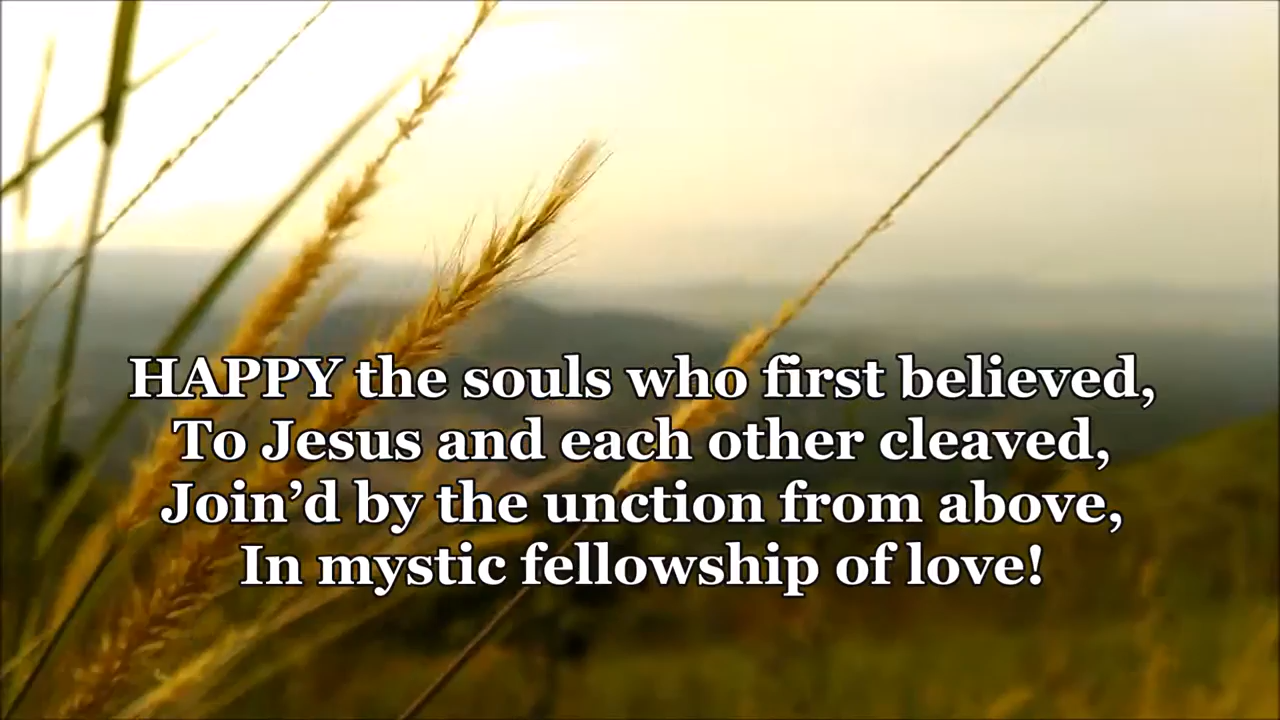 HAPPY the souls who first believed,
To Jesus and each other cleaved,
Join’d by the unction from above,
In mystic fellowship of love!